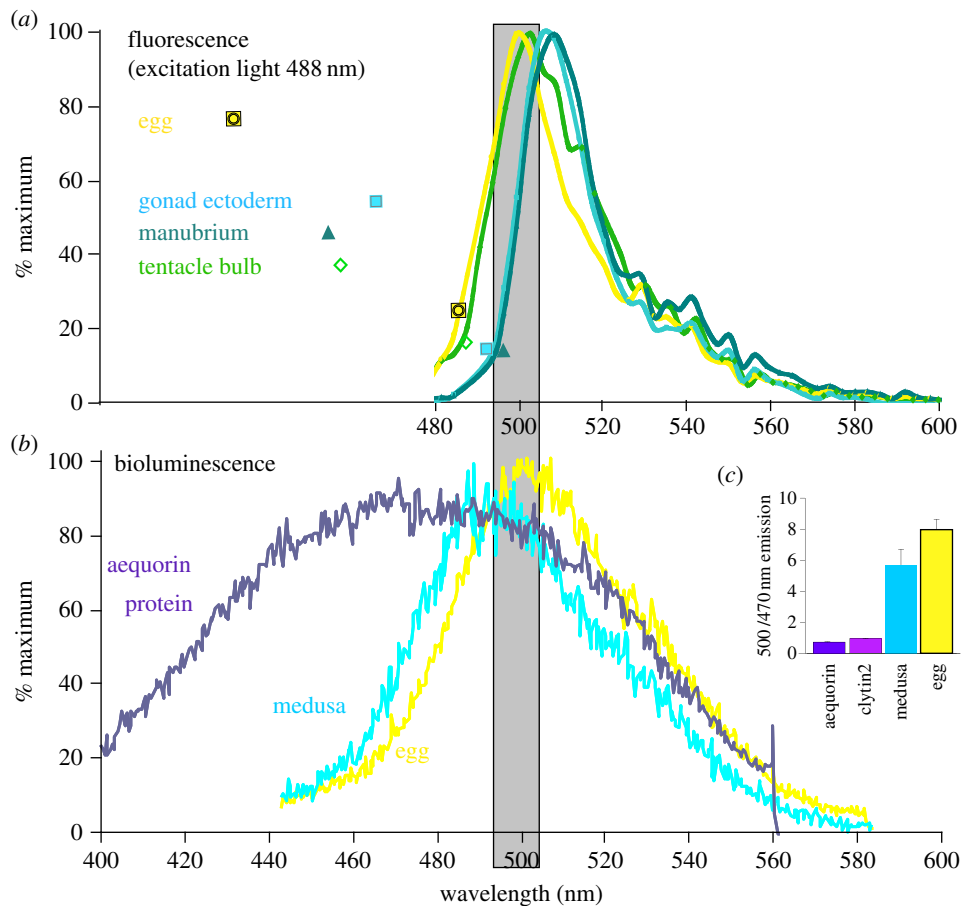 (a)
fluorescence
(excitation light 488 nm)
egg
gonad ectoderm
manubrium
tentacle bulb
% maximum
100
80
60
40
20
0
480 500 520 540 560 580 600
(b)
bioluminescence
aequorin
protein
medusa
egg
% maximum
100
80
60
40
20
0
400 420 440 460 480 500 520 540 560 580 600
wavelength (nm)
(c)
500 /470 nm emission
10
8
6
4
2
0
aequorin
clytin2
medusa
egg